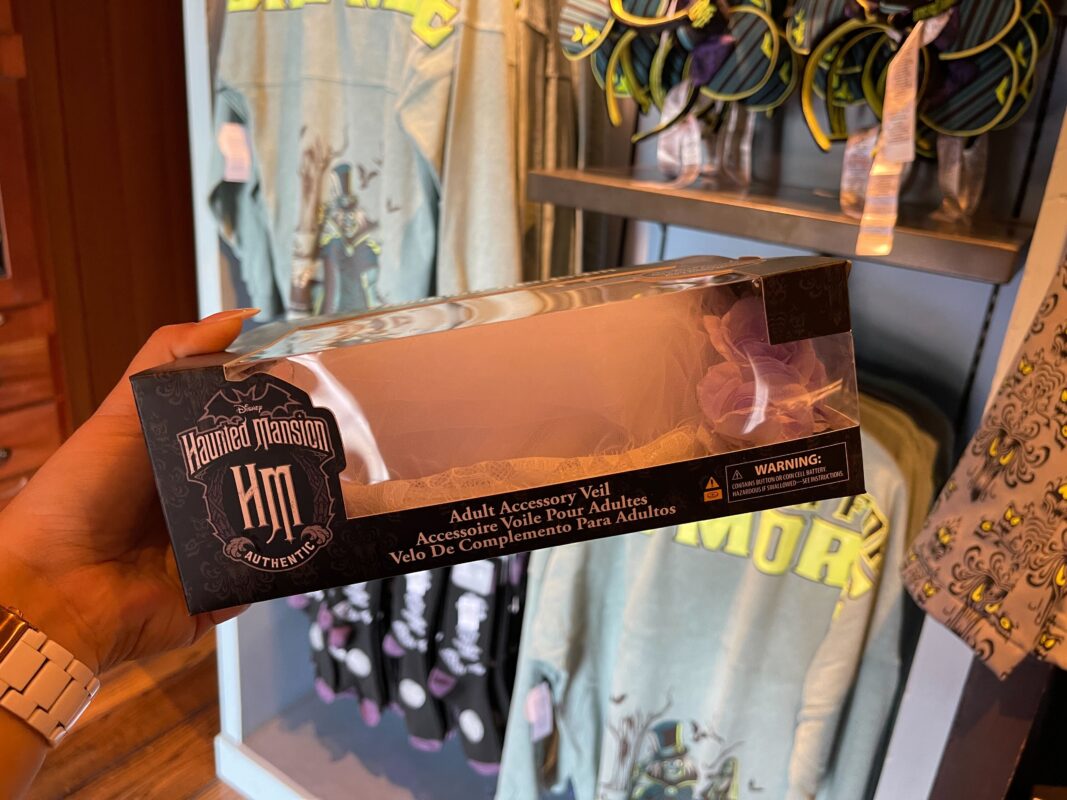 Disney
Haunted Mansion
HM
AUTHENTIC
Adult Accessory Veil
Accessoire Voile Pour Adultes
Velo De Complemento Para Adultos
WARNING:
CONTAINS BUTTON OR COIN CELL BATTERY.
HAZARDOUS IF SWALLOWED—SEE INSTRUCTIONS.